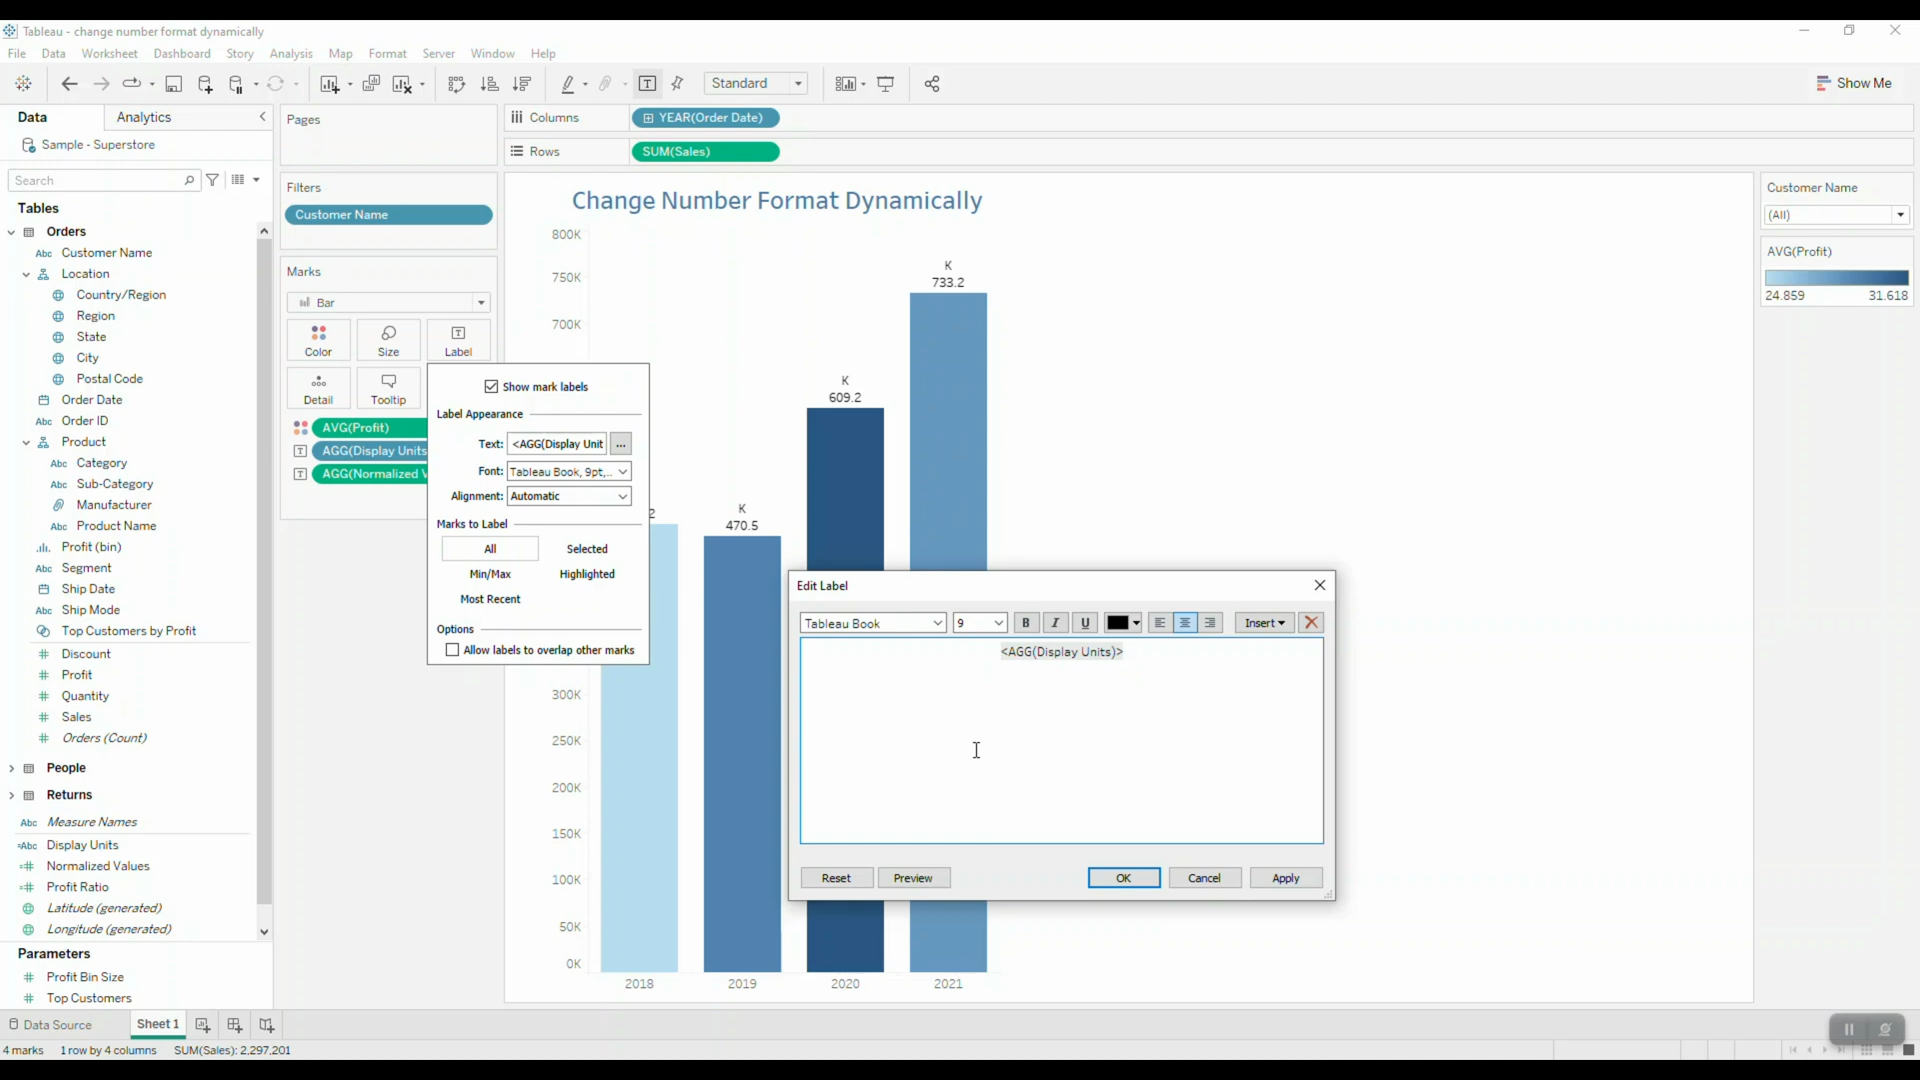 Tableau - change number format dynamically
File Data Worksheet Dashboard Story Analysis Map Format Server Window Help
Standard
Show Me
Data
Analytics
Sample - Superstore
Search
Tables
Orders
Abc Customer Name
Location
Country/Region
Region
State
City
Postal Code
Order Date
Abc Order ID
Product
Abc Category
Abc Sub-Category
Manufacturer
Abc Product Name
Profit (bin)
Abc Segment
Ship Date
Abc Ship Mode
Top Customers by Profit
# Discount
# Profit
# Quantity
# Sales
# Orders (Count)
People
Returns
Abc Measure Names
=Abc Display Units
=# Normalized Values
=# Profit Ratio
Latitude (generated)
Longitude (generated)
Parameters
# Profit Bin Size
# Top Customers
Pages
Filters
Customer Name
Marks
Bar
Color Size Label
Detail Tooltip
AVG(Profit)
AGG(Display Units
AGG(Normalized V
Columns YEAR(Order Date)
Rows SUM(Sales)
Change Number Format Dynamically
800K
750K
700K
300K
250K
200K
150K
100K
50K
0K
K
733.2
K
609.2
K
470.5
2
2018 2019 2020 2021
Show mark labels
Label Appearance
Text: <AGG(Display Unit ...
Font: Tableau Book, 9pt,..
Alignment: Automatic
Marks to Label
All Selected
Min/Max Highlighted
Most Recent
Options
Allow labels to overlap other marks
Edit Label
Tableau Book 9 B I U Insert
<AGG(Display Units)>
Reset Preview OK Cancel Apply
Customer Name
(All)
AVG(Profit)
24.859 31.618
Data Source Sheet 1
4 marks 1 row by 4 columns SUM(Sales): 2,297,201